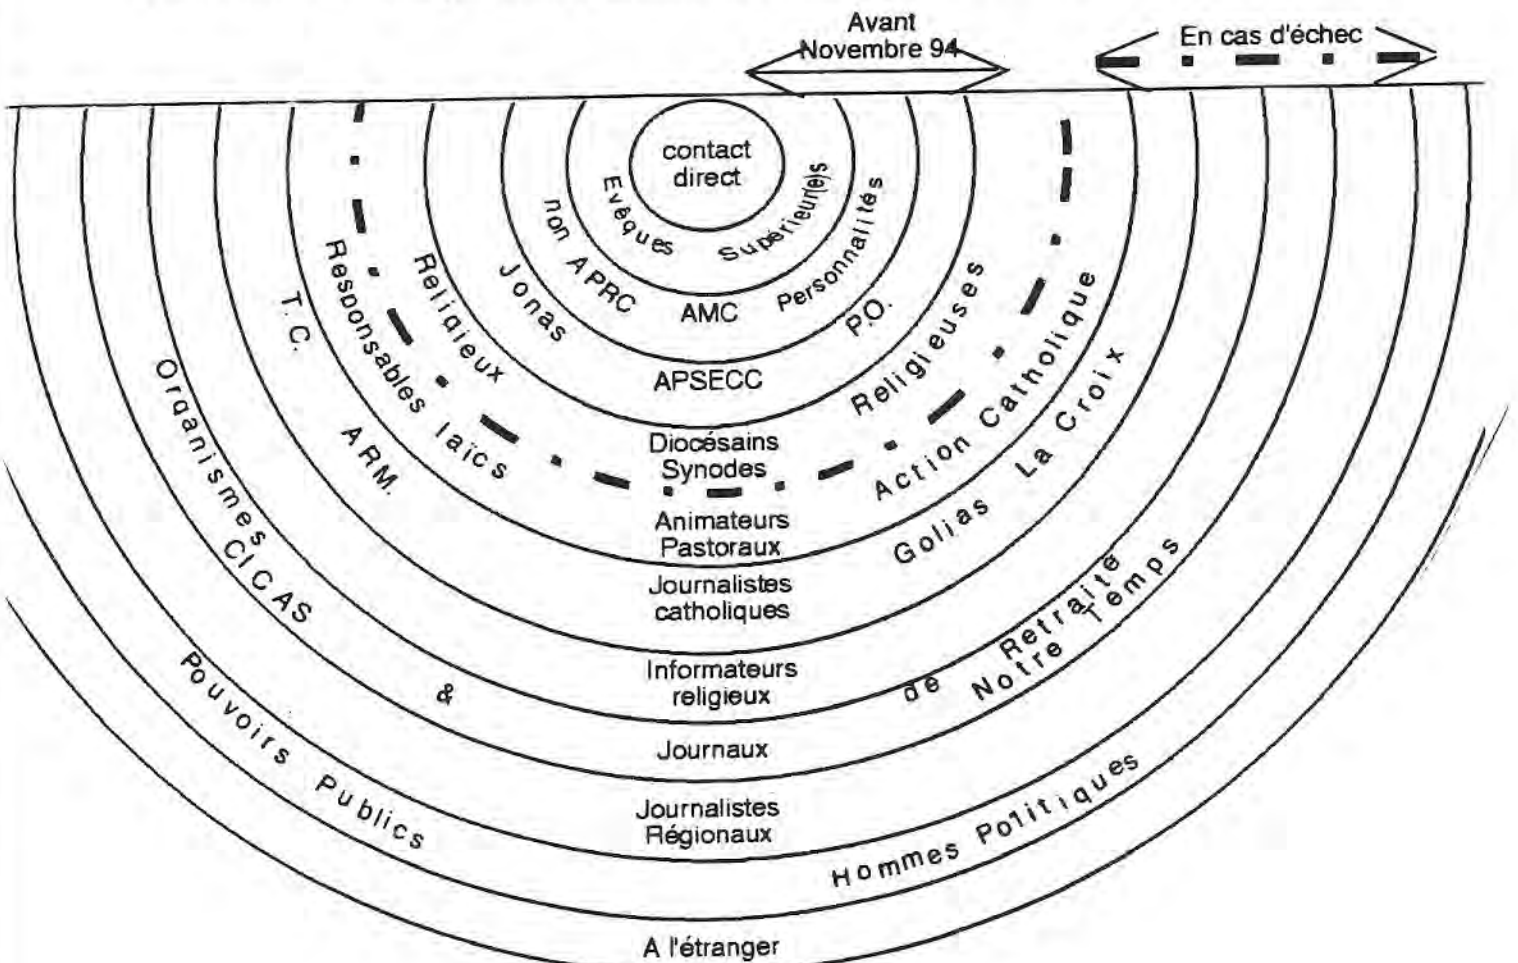 Avant
Novembre 94
En cas d'échec
contact
direct
Evêques
Supérieur(e)s
non APRC
AMC
Personnalités
Jonas
APSECC
P.O.
Religieux
Diocésains
Synodes
Religieuses
Responsables laïcs
Animateurs
Pastoraux
Action Catholique
T.C.
ARM.
Journalistes
catholiques
Golias
La Croix
Informateurs
religieux
Organismes
&
de Retraite
CICAS
Journaux
Notre Temps
Journalistes
Régionaux
Pouvoirs Publics
Hommes Politiques
A l'étranger